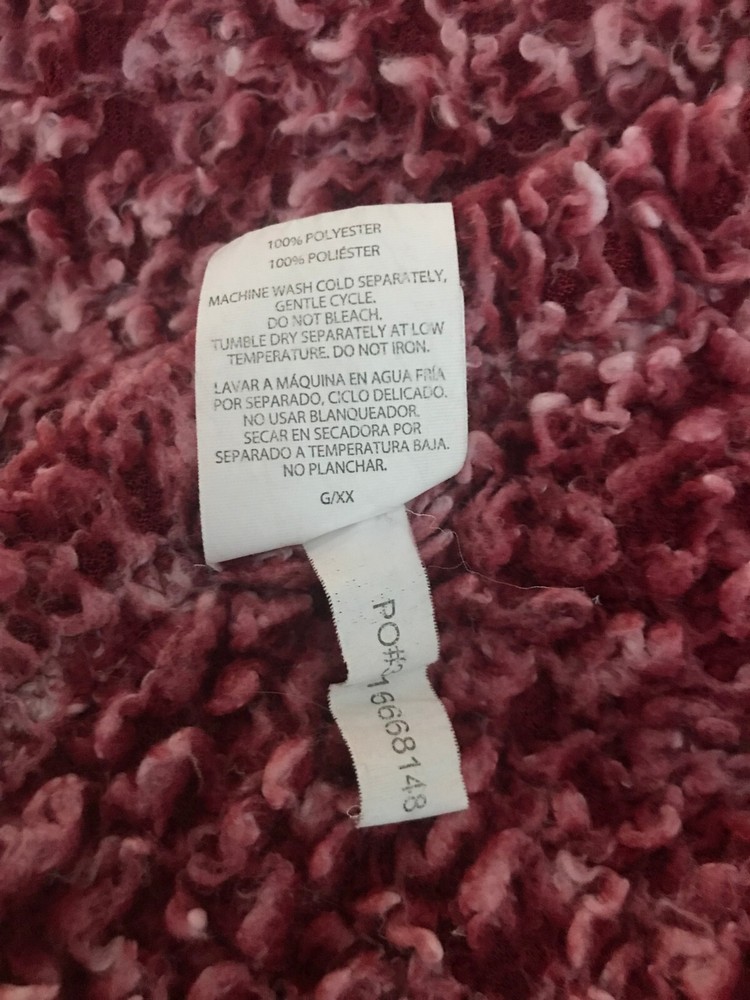 100% POLYESTER
100% POLIÉSTER
MACHINE WASH COLD SEPARATELY,
GENTLE CYCLE.
DO NOT BLEACH.
TUMBLE DRY SEPARATELY AT LOW
TEMPERATURE. DO NOT IRON.
LAVAR A MÁQUINA EN AGUA FRÍA
POR SEPARADO, CICLO DELICADO.
NO USAR BLANQUEADOR.
SECAR EN SECADORA POR
SEPARADO A TEMPERATURA BAJA.
NO PLANCHAR.
G/XX